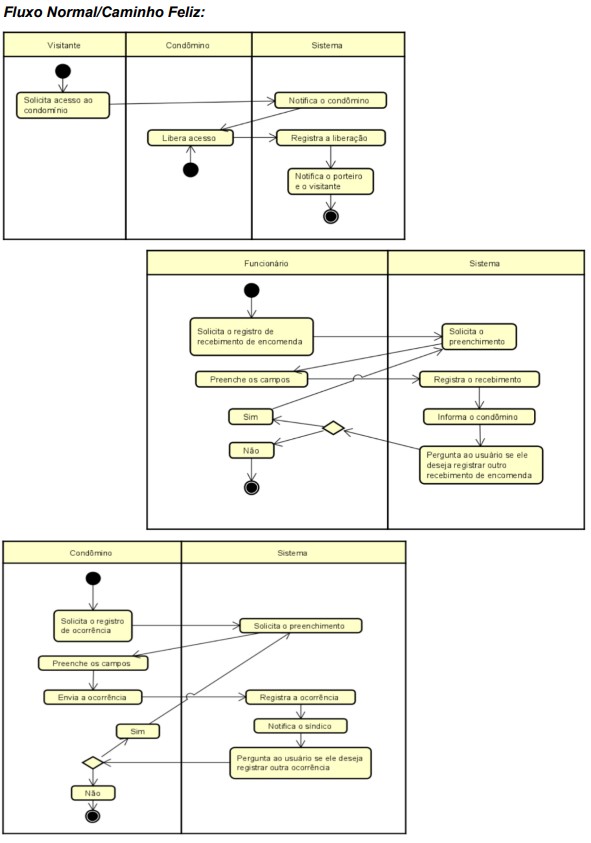 Fluxo Normal/Caminho Feliz:
Visitante
Condômino
Sistema
Solicita acesso ao
condomínio
Notifica o condômino
Libera acesso
Registra a liberação
Notifica o porteiro
e o visitante
Funcionário
Sistema
Solicita o registro de
recebimento de encomenda
Solicita o
preenchimento
Preenche os campos
Registra o recebimento
Sim
Informa o condômino
Não
Pergunta ao usuário se ele
deseja registrar outro
recebimento de encomenda
Condômino
Sistema
Solicita o registro
de ocorrência
Solicita o preenchimento
Preenche os campos
Envia a ocorrência
Registra a ocorrência
Sim
Notifica o síndico
Pergunta ao usuário se ele deseja
registrar outra ocorrência
Não